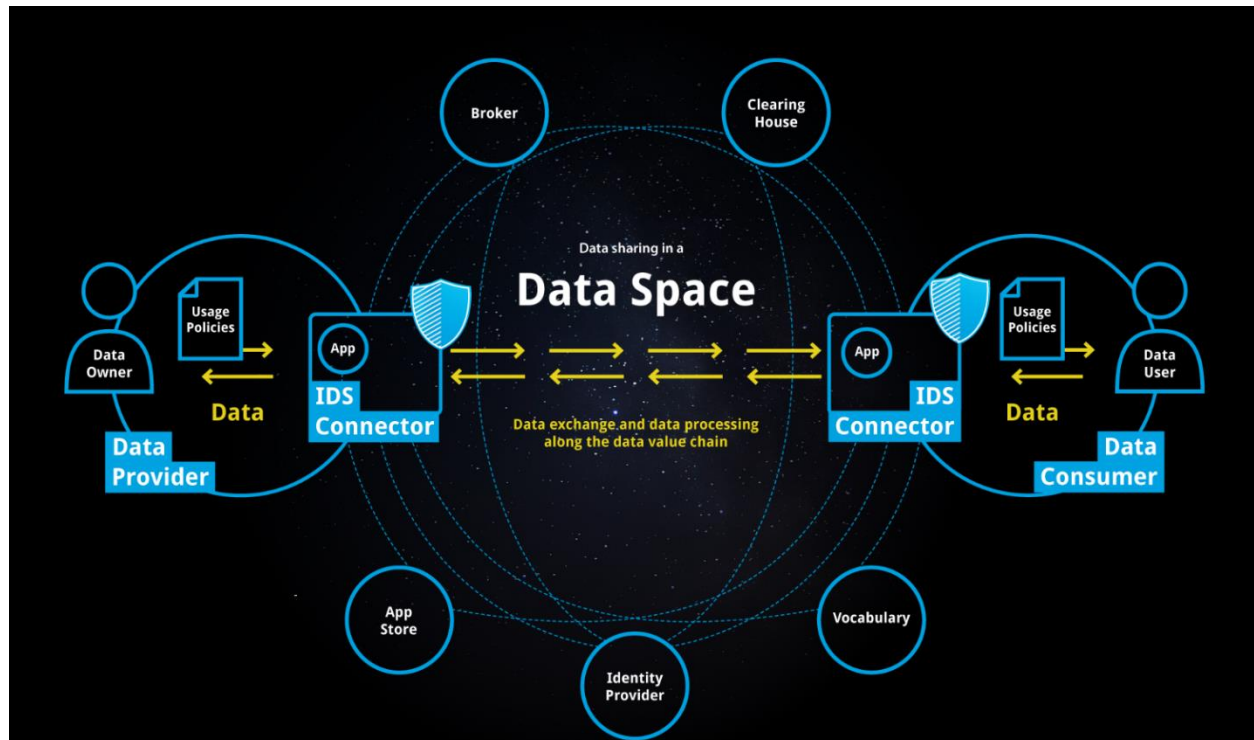 Broker
Clearing
House
Data sharing in a
Data Space
Usage
Policies
Data
Owner
App
Data
IDS
Connector
Data
Provider
Data exchange and data processing
along the data value chain
App
IDS
Connector
Usage
Policies
Data
User
Data
Data
Consumer
App
Store
Identity
Provider
Vocabulary